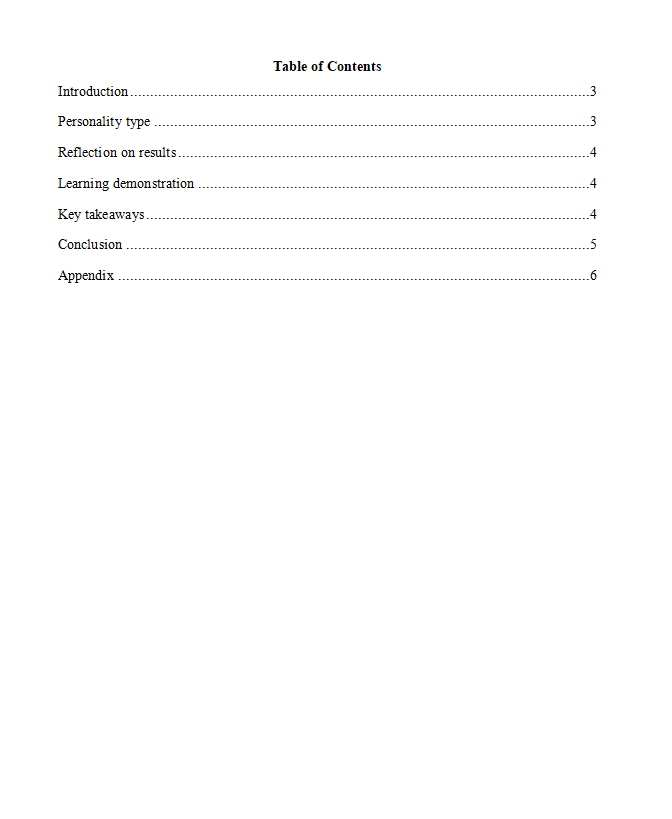 Table of Contents
Introduction....................................................................................................................................3
Personality type ..............................................................................................................................3
Reflection on results.......................................................................................................................4
Learning demonstration .................................................................................................................4
Key takeaways................................................................................................................................4
Conclusion .....................................................................................................................................5
Appendix .......................................................................................................................................6